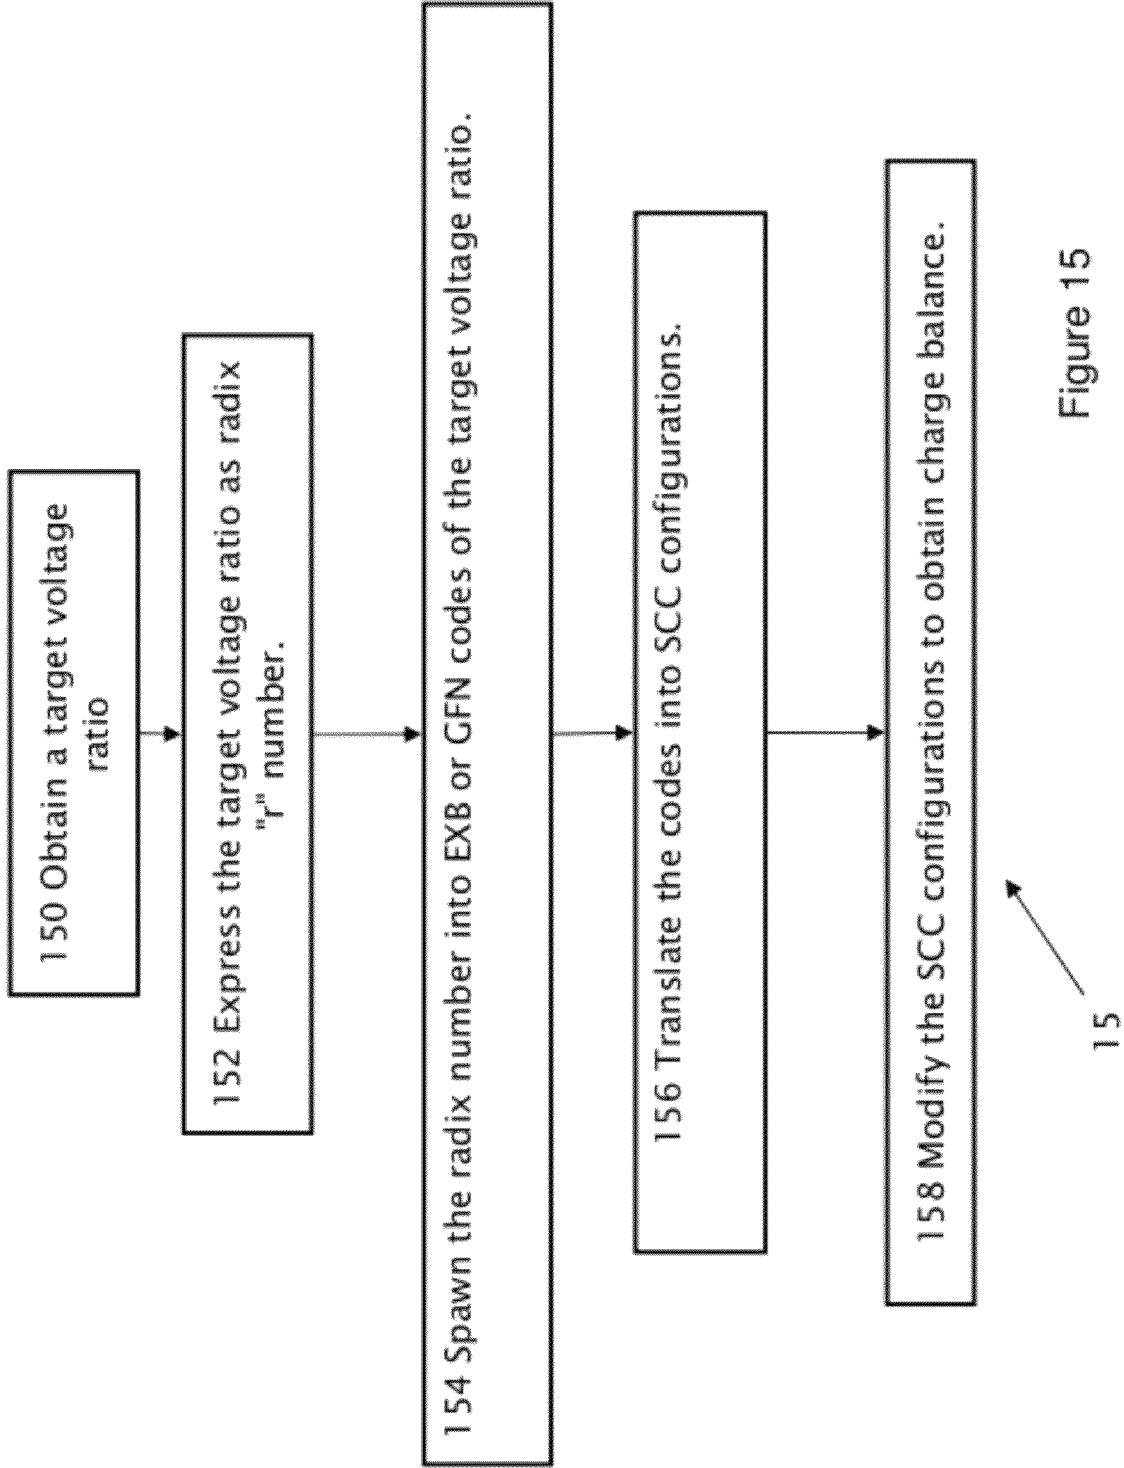 150 Obtain a target voltage
ratio
152 Express the target voltage ratio as radix
"r" number.
154 Spawn the radix number into EXB or GFN codes of the target voltage ratio.
156 Translate the codes into SCC configurations.
158 Modify the SCC configurations to obtain charge balance.
15
Figure 15